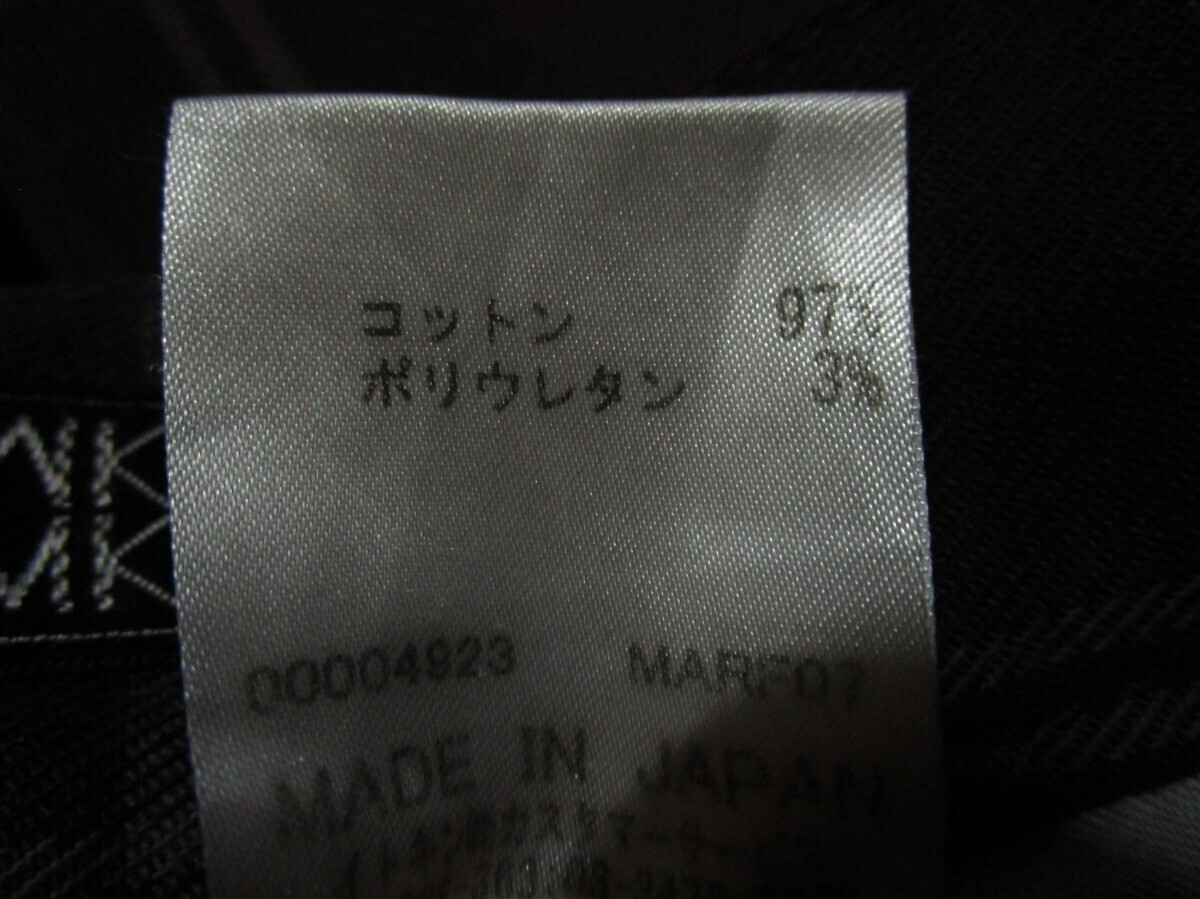 コットン 97%
ポリウレタン 3%
00004923 MARF07
MADE IN JAPAN